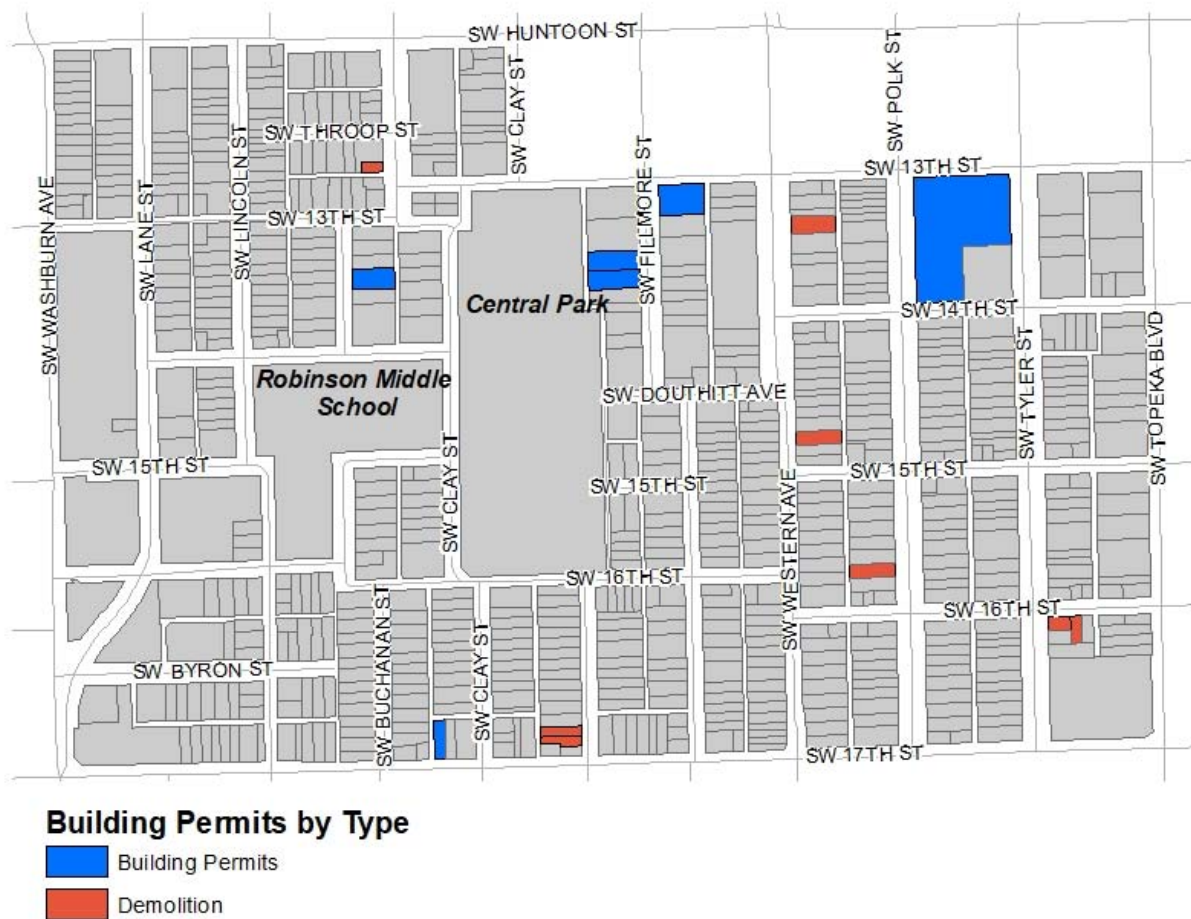 SW HUNTOON ST
SW POLK ST
SW CLAY ST
SW THROOP ST
SW LINCOLN ST
SW FILLMORE ST
SW 13TH ST
SW WASHBURN AVE
SW LANE ST
SW 13TH ST
Central Park
SW 14TH ST
SW TYLER ST
SW TOPEKA BLVD
Robinson Middle
School
SW DOUTHITT AVE
SW CLAY ST
SW 15TH ST
SW 15TH ST
SW 15TH ST
SW WESTERN AVE
SW 16TH ST
SW 16TH ST
SW BUCHANAN ST
SW CLAY ST
SW BYRON ST
SW 17TH ST
Building Permits by Type
Building Permits
Demolition